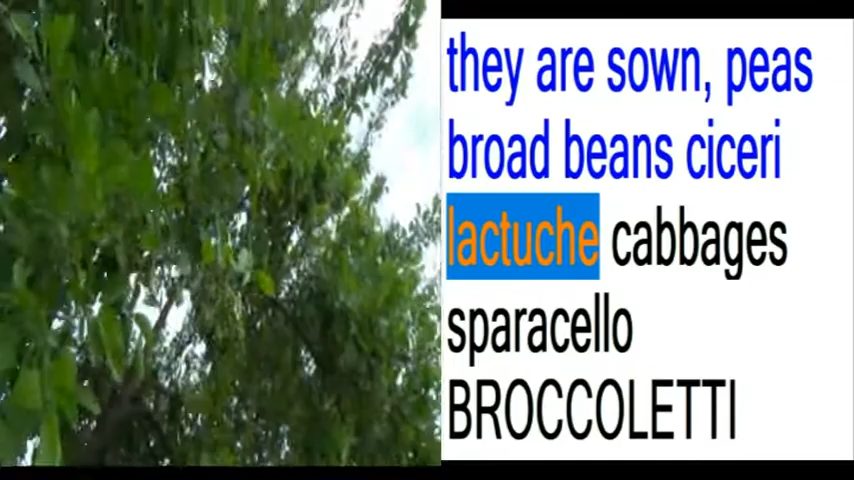 they are sown, peas
broad beans ciceri
lactuche cabbages
sparacello
BROCCOLETTI